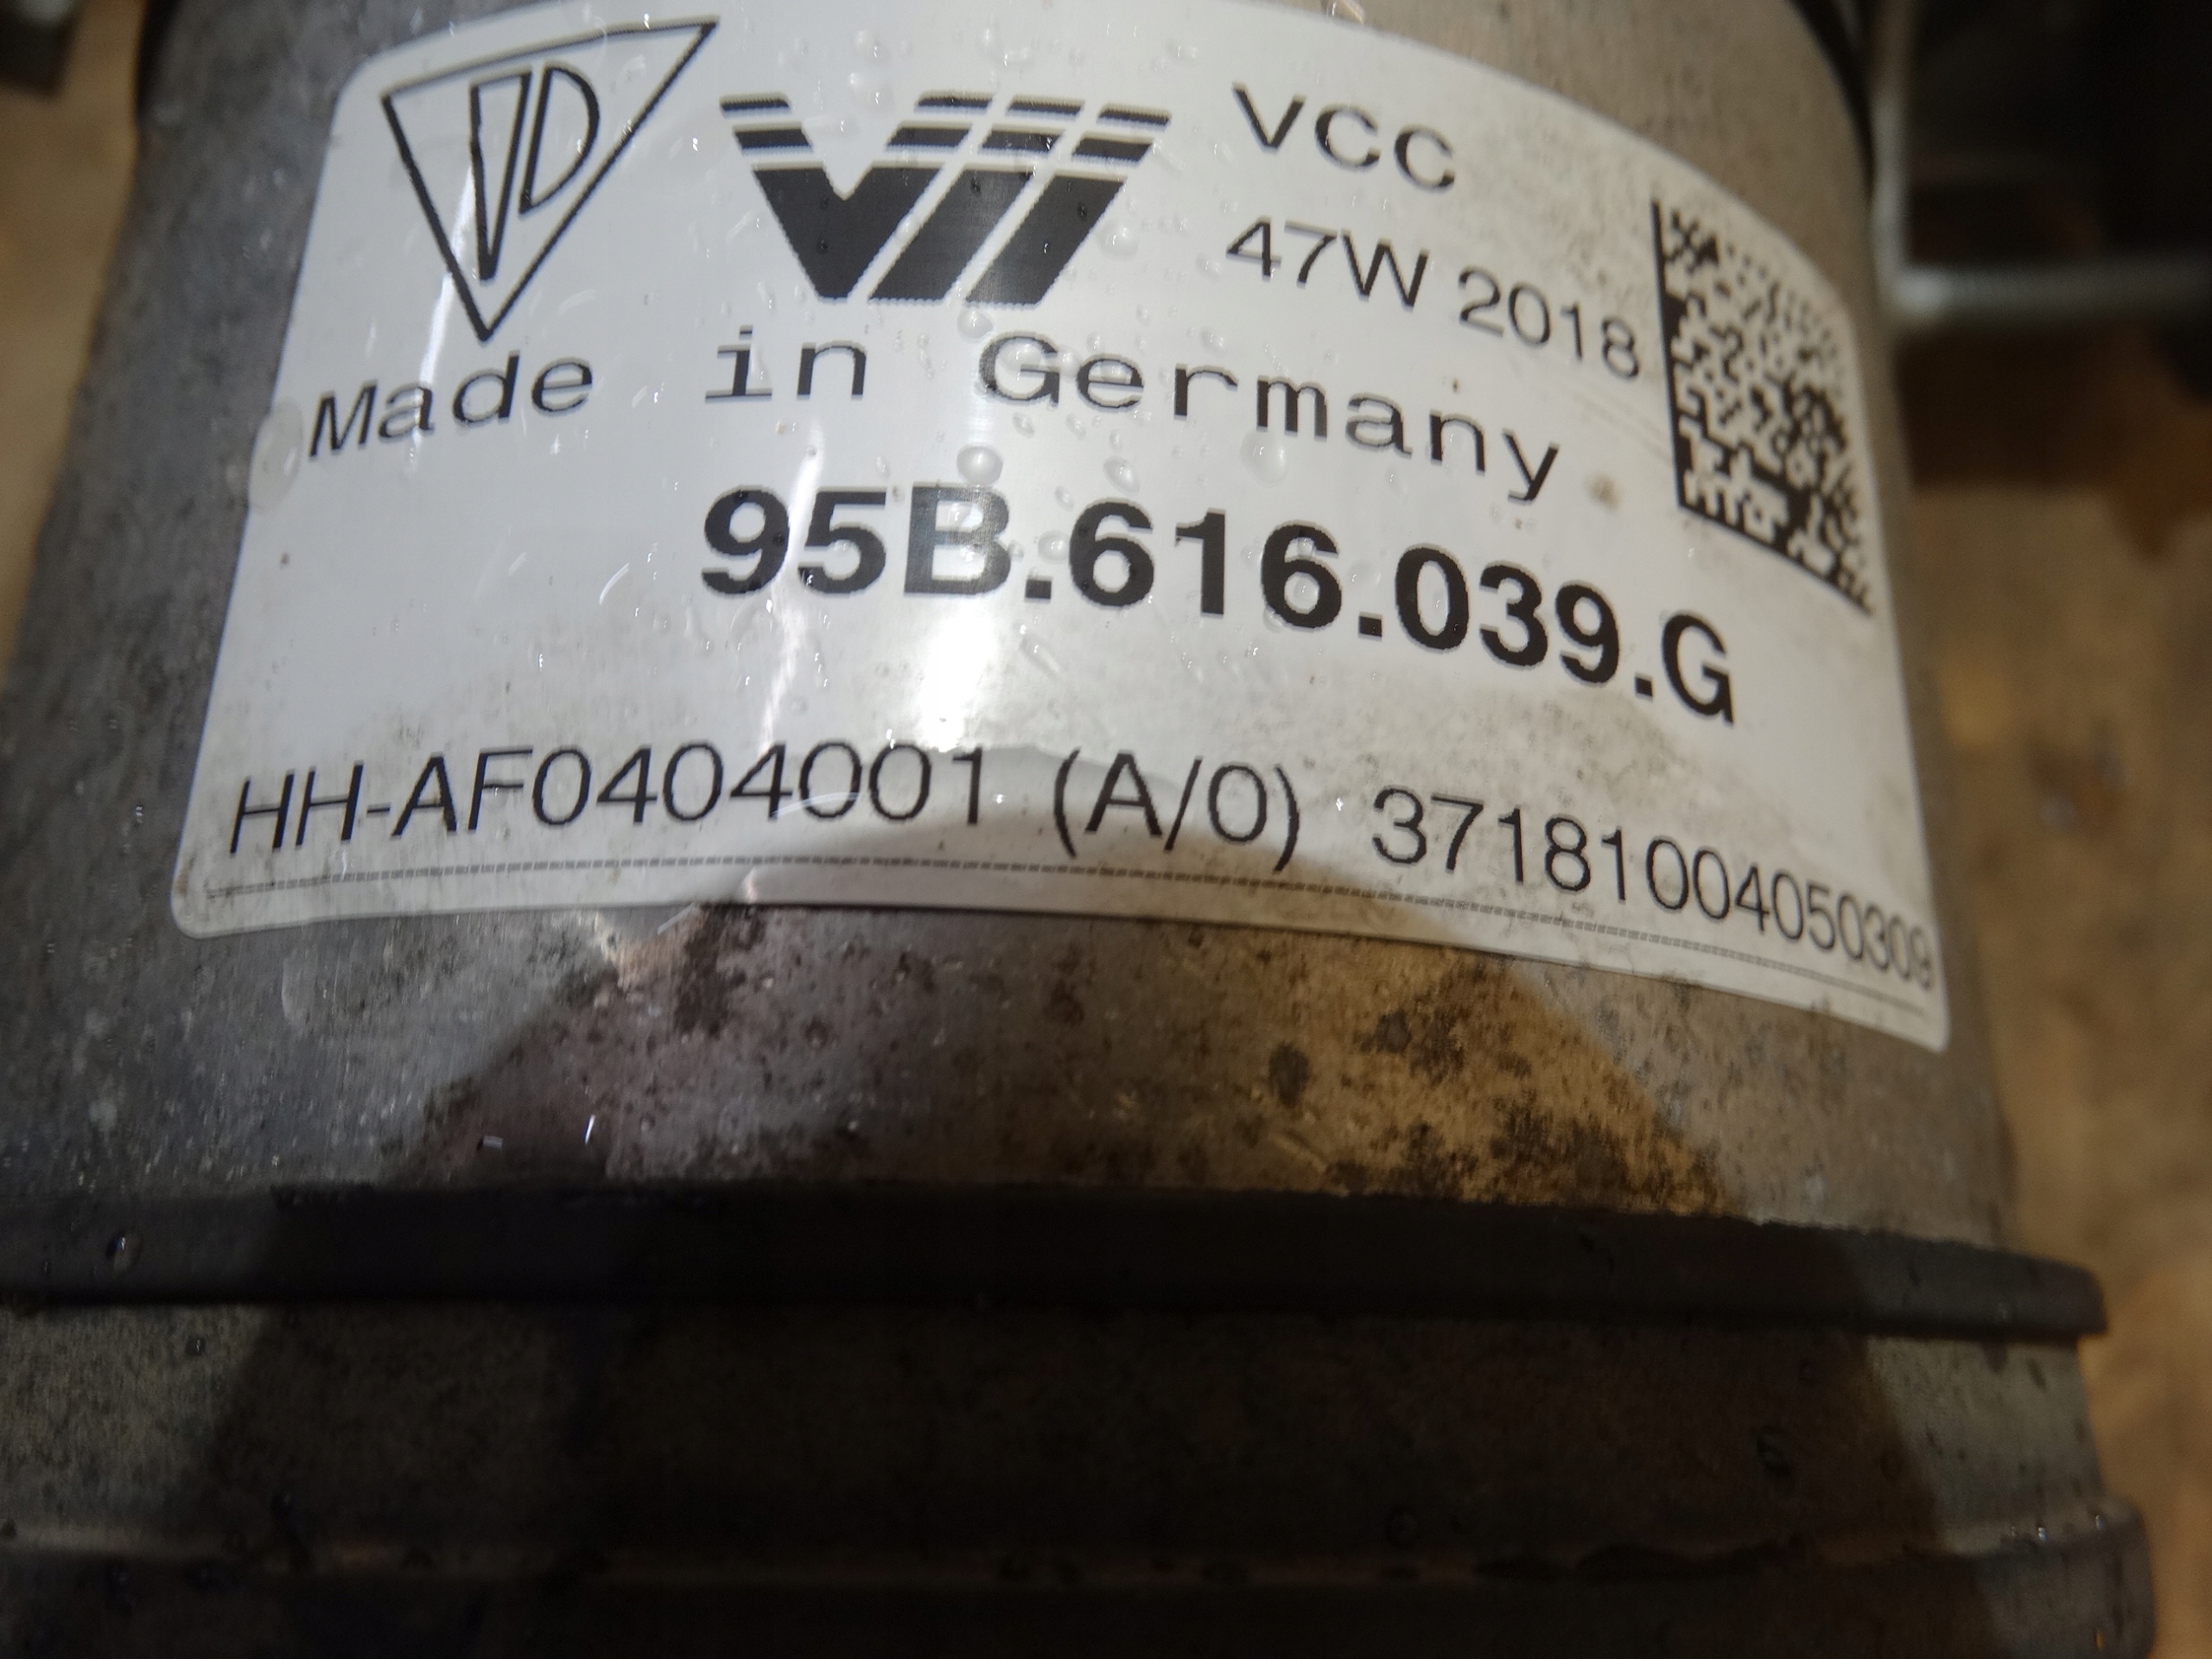 VCC
47W 2018
Made in Germany
95B.616.039.G
HH-AF0404001 (A/0) 37181004050309